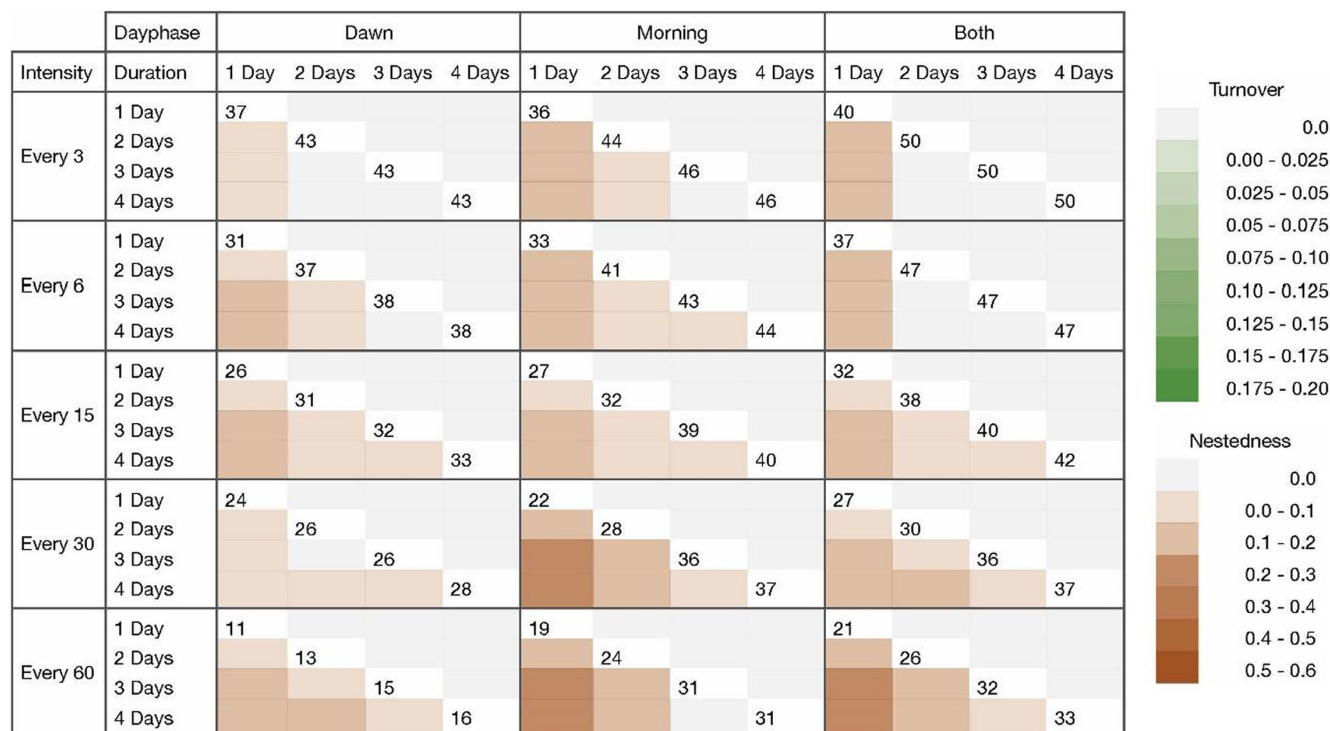 Dayphase Dawn Morning Both
Intensity Duration 1 Day 2 Days 3 Days 4 Days 1 Day 2 Days 3 Days 4 Days 1 Day 2 Days 3 Days 4 Days
Every 3
1 Day 37 36 40
2 Days 43 44 50
3 Days 43 46 50
4 Days 43 46 50
Every 6
1 Day 31 33 37
2 Days 37 41 47
3 Days 38 43 47
4 Days 38 44 47
Every 15
1 Day 26 27 32
2 Days 31 32 38
3 Days 32 39 40
4 Days 33 40 42
Every 30
1 Day 24 22 27
2 Days 26 28 30
3 Days 26 36 36
4 Days 28 37 37
Every 60
1 Day 11 19 21
2 Days 13 24 26
3 Days 15 31 32
4 Days 16 31 33
Turnover
0.0
0.00 - 0.025
0.025 - 0.05
0.05 - 0.075
0.075 - 0.10
0.10 - 0.125
0.125 - 0.15
0.15 - 0.175
0.175 - 0.20
Nestedness
0.0
0.0 - 0.1
0.1 - 0.2
0.2 - 0.3
0.3 - 0.4
0.4 - 0.5
0.5 - 0.6